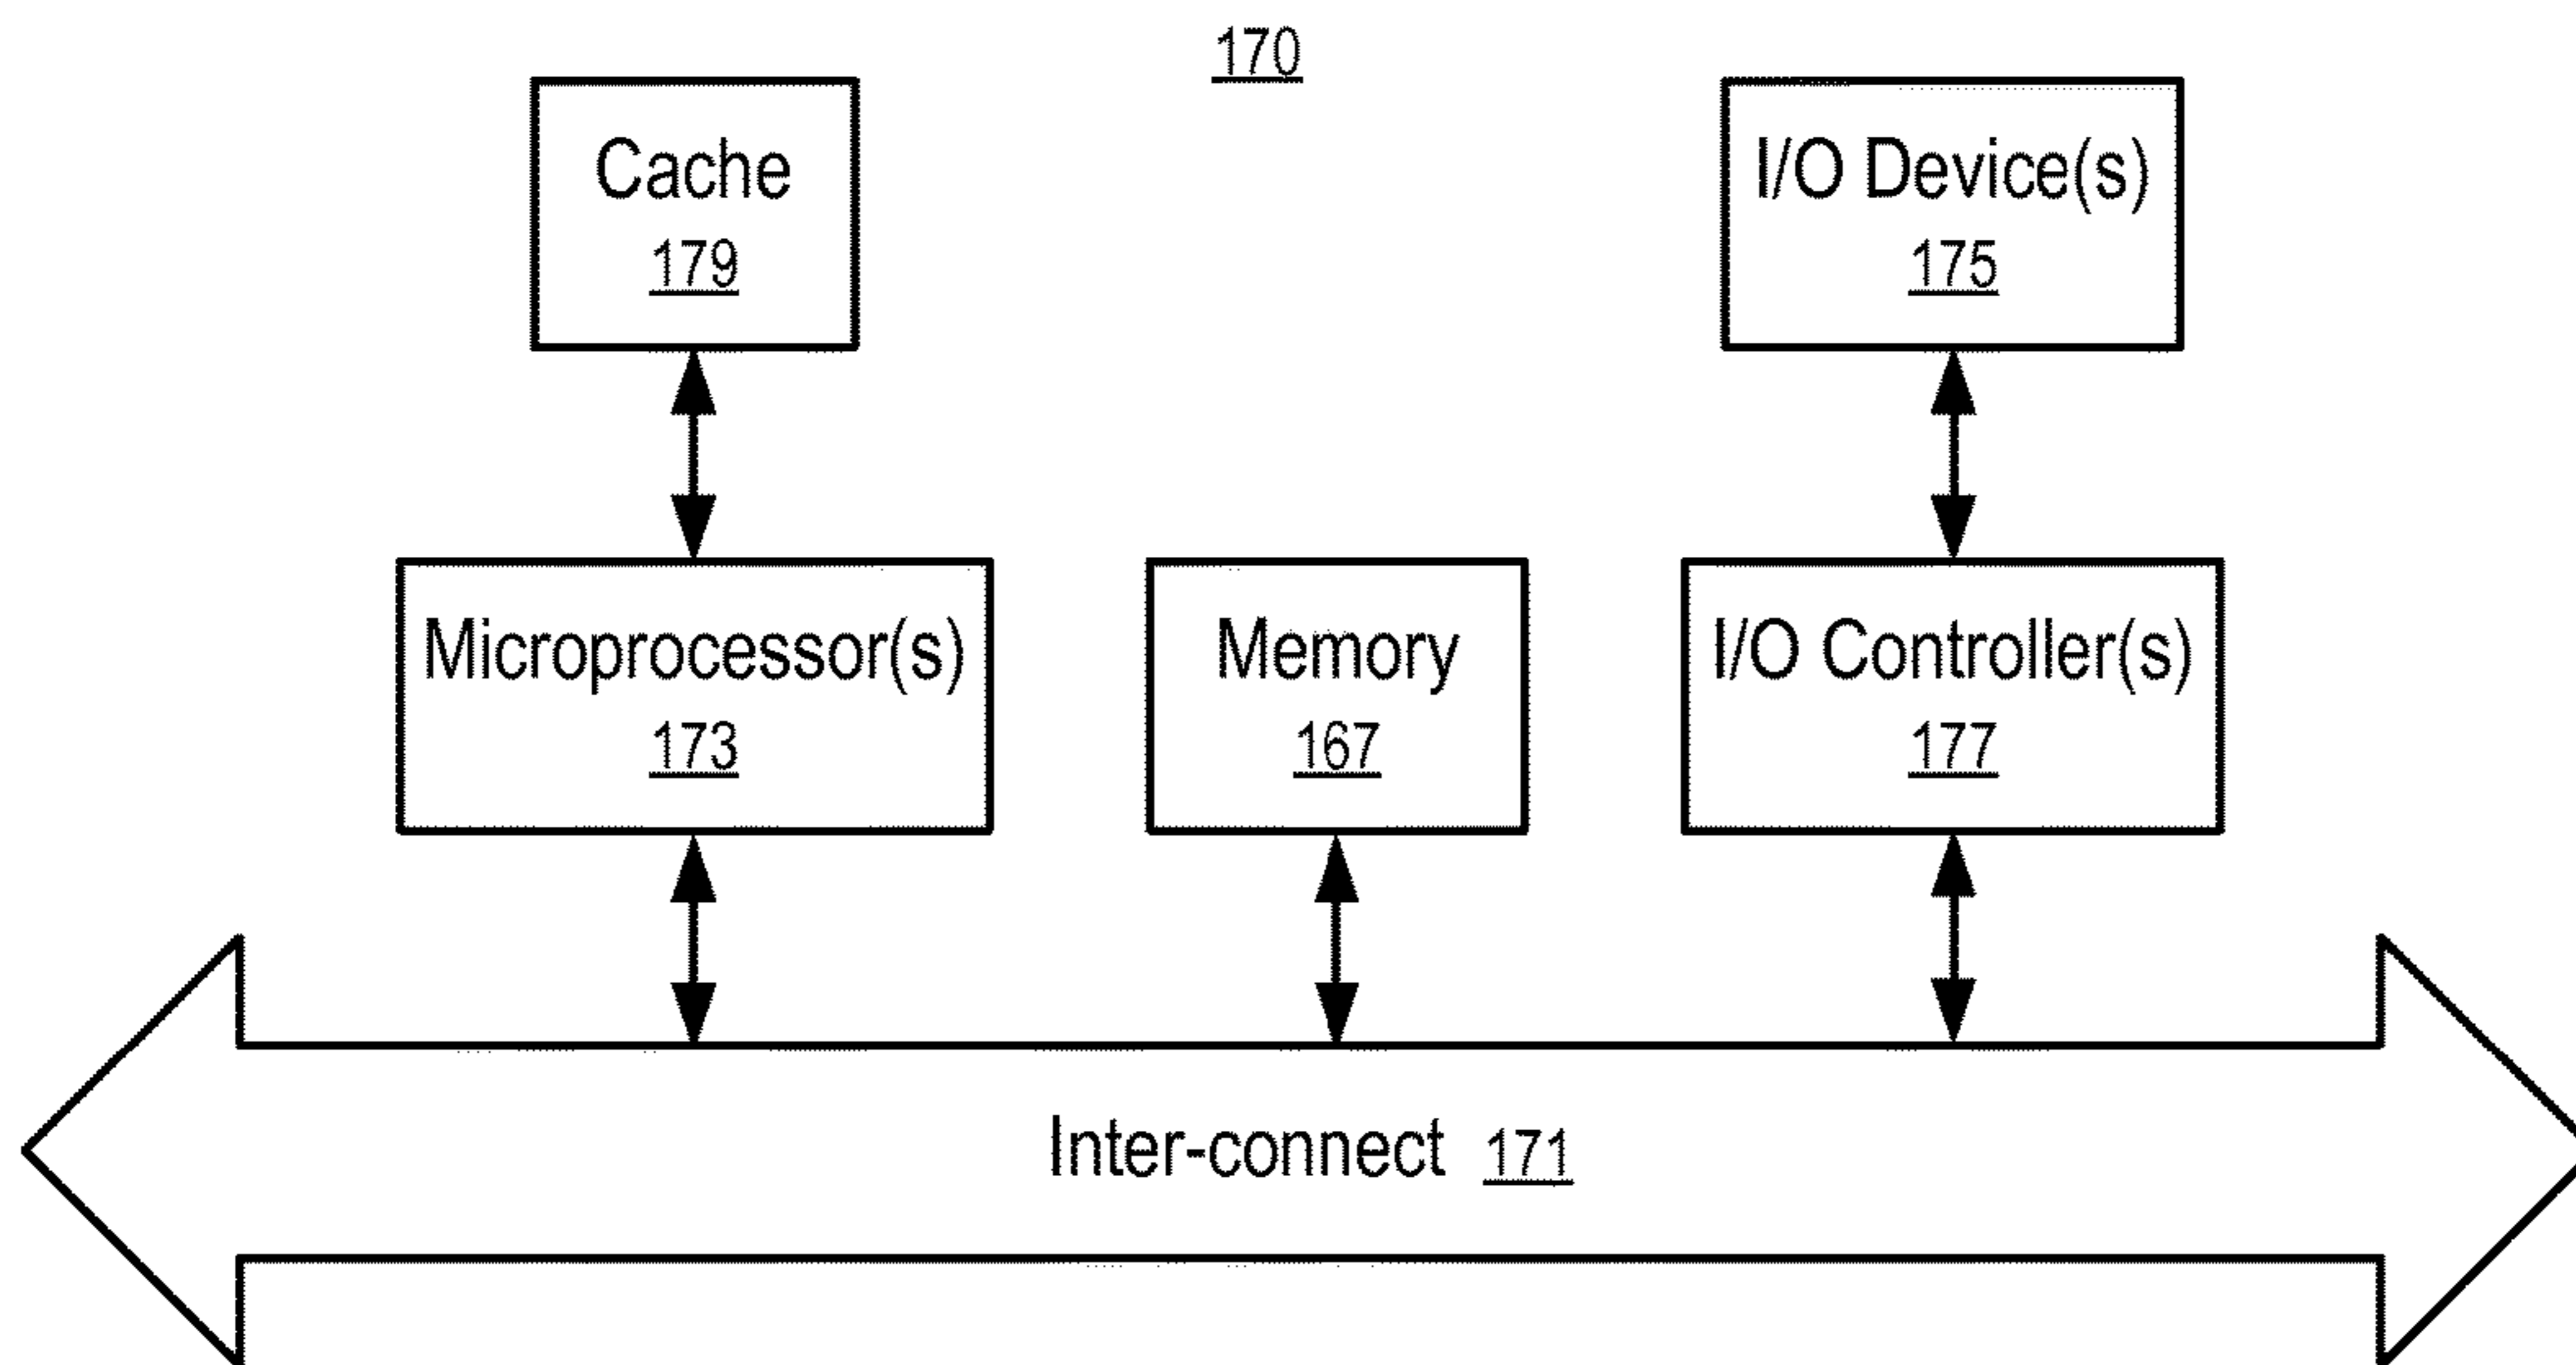 170
Cache
179
I/O Device(s)
175
Microprocessor(s)
173
Memory
167
I/O Controller(s)
177
Inter-connect 171